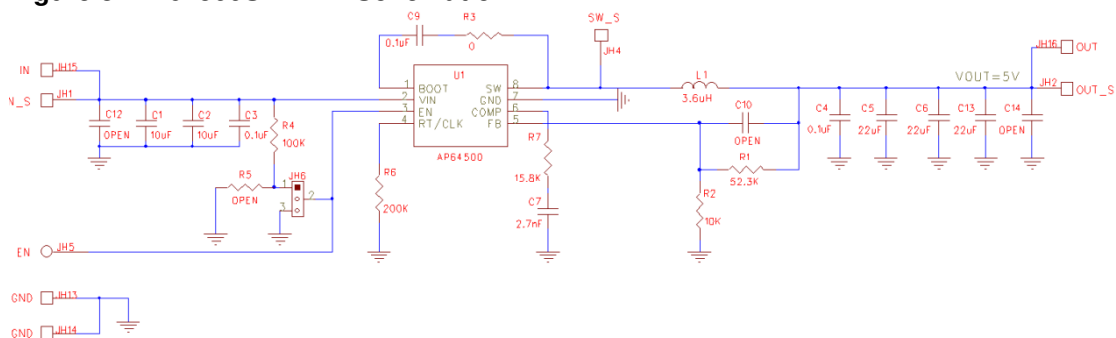 C9
0.1uF
R3
0
SW_S
JH4
IN
JH15
N_S
JH1
C12
OPEN
C1
10uF
C2
10uF
C3
0.1uF
R4
100K
R5
OPEN
JH6
1
2
3
EN
JH5
GND
JH13
GND
JH14
U1
1 BOOT
2 VIN
3 EN
4 RT/CLK
SW 8
GND 7
COMP 6
FB 5
AP64500
R6
200K
R7
15.8K
C7
2.7nF
L1
3.6uH
C10
OPEN
R1
52.3K
R2
10K
C4
0.1uF
C5
22uF
C6
22uF
C13
22uF
C14
OPEN
VOUT=5V
JH16
OUT
JH2
OUT_S